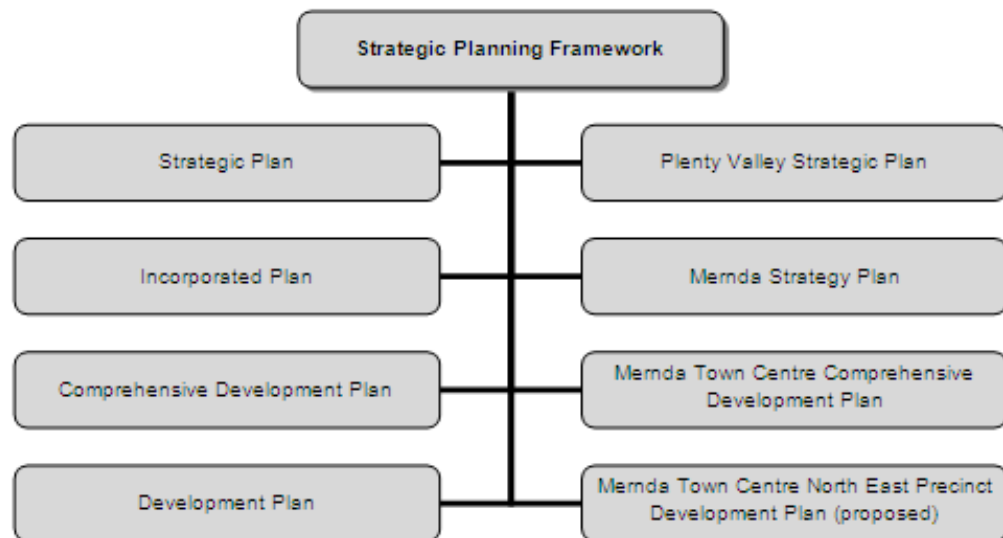 Strategic Planning Framework
Strategic Plan
Plenty Valley Strategic Plan
Incorporated Plan
Mernda Strategy Plan
Comprehensive Development Plan
Mernda Town Centre Comprehensive
Development Plan
Development Plan
Mernda Town Centre North East Precinct
Development Plan (proposed)